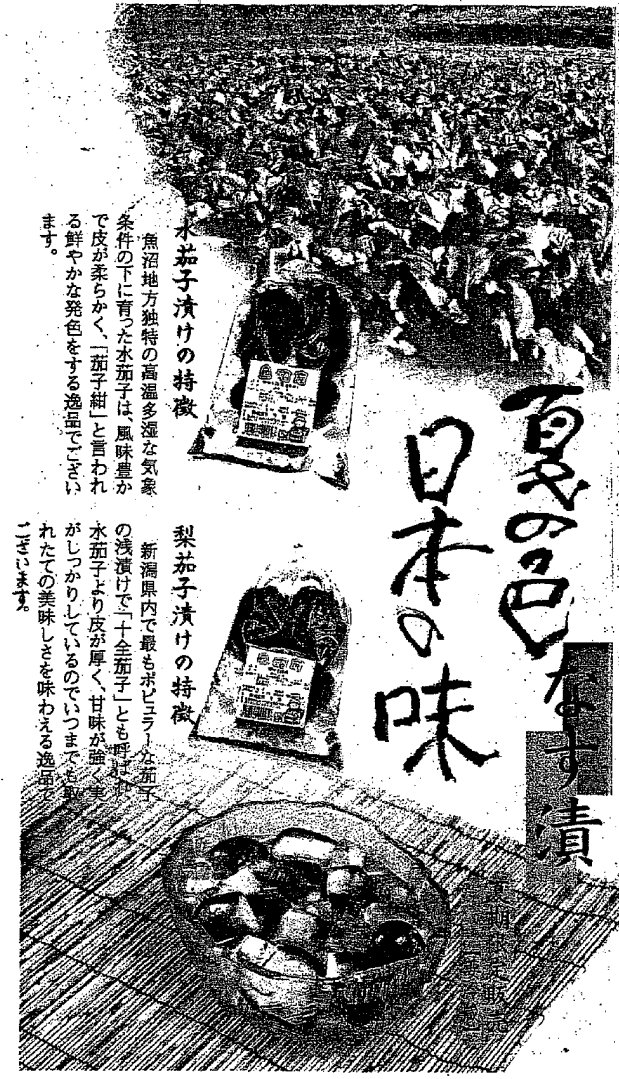 夏の色
日本の味
なす漬
水茄子漬けの特徴
魚沼地方独特の高温多湿な気象
条件の下に育った水茄子は、風味豊か
で皮が柔らかく、「茄子紺」と言われ
る鮮やかな発色をする逸品でござい
ます。
梨茄子漬けの特徴
新潟県内で最もポピュラーな茄子
の浅漬けで「十全茄子」とも呼ばれ
水茄子より皮が厚く、甘味が強く実
がしっかりしているのでいつまでも取
れたての美味しさを味わえる逸品で
ございます。